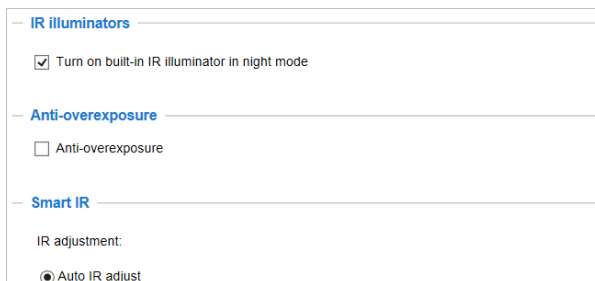 IR illuminators
Turn on built-in IR illuminator in night mode
Anti-overexposure
Anti-overexposure
Smart IR
IR adjustment:
Auto IR adjust